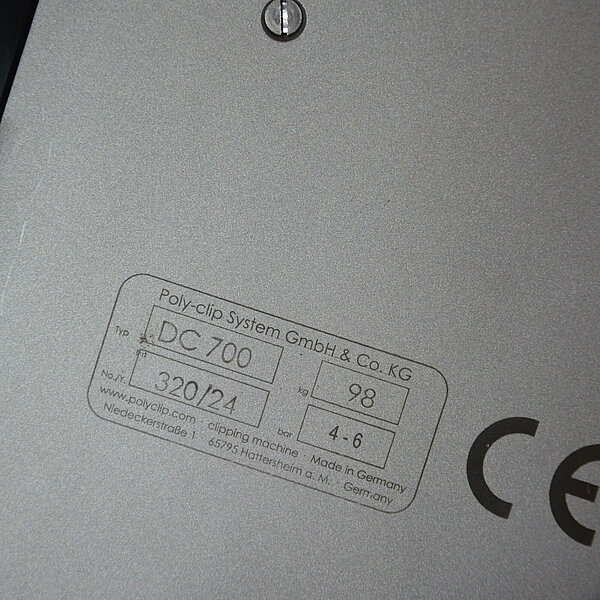 Poly-clip System GmbH & Co. KG
Typ DC 700 kg 98
No./Y. 320/24 bar 4-6
www.polyclip.com · clipping machine Made in Germany
Niedeckerstraße 1 · 65795 Hattersheim a. M. · Germany
CE